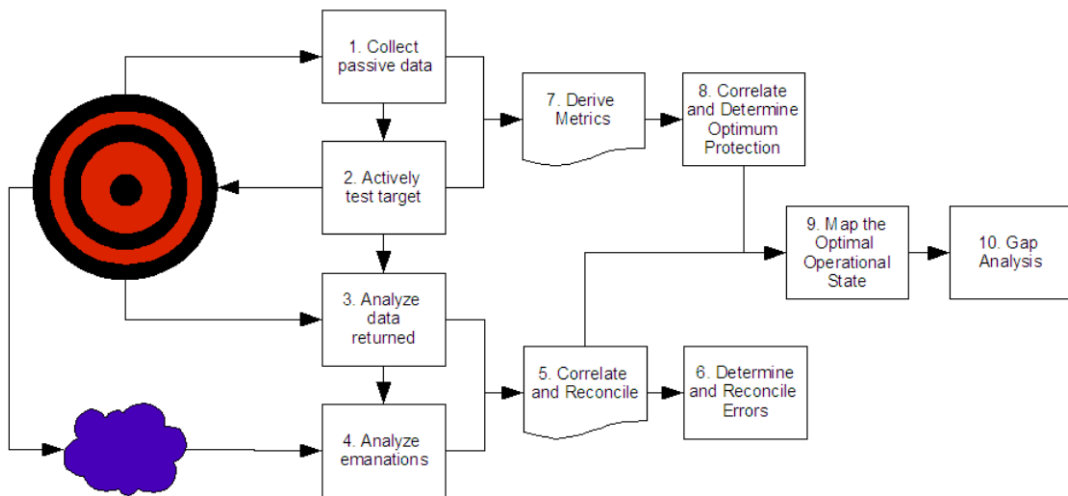 1. Collect
passive data
2. Actively
test target
3. Analyze
data
returned
4. Analyze
emanations
5. Correlate
and Reconcile
6. Determine
and Reconcile
Errors
7. Derive
Metrics
8. Correlate
and Determine
Optimum
Protection
9. Map the
Optimal
Operational
State
10. Gap
Analysis